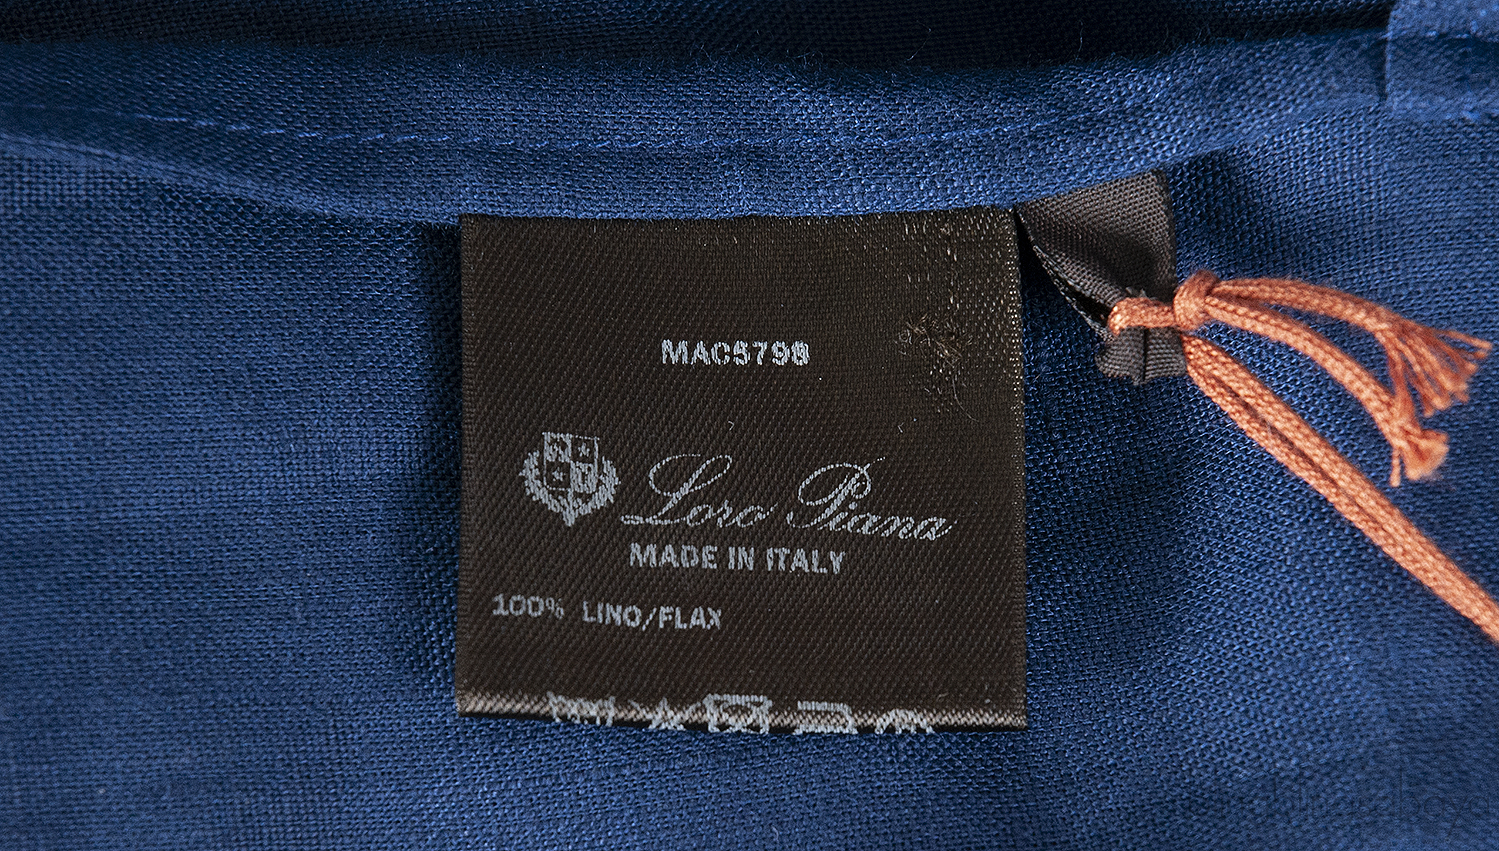 MAC5798
Loro Piana
MADE IN ITALY
100% LINO/FLAX